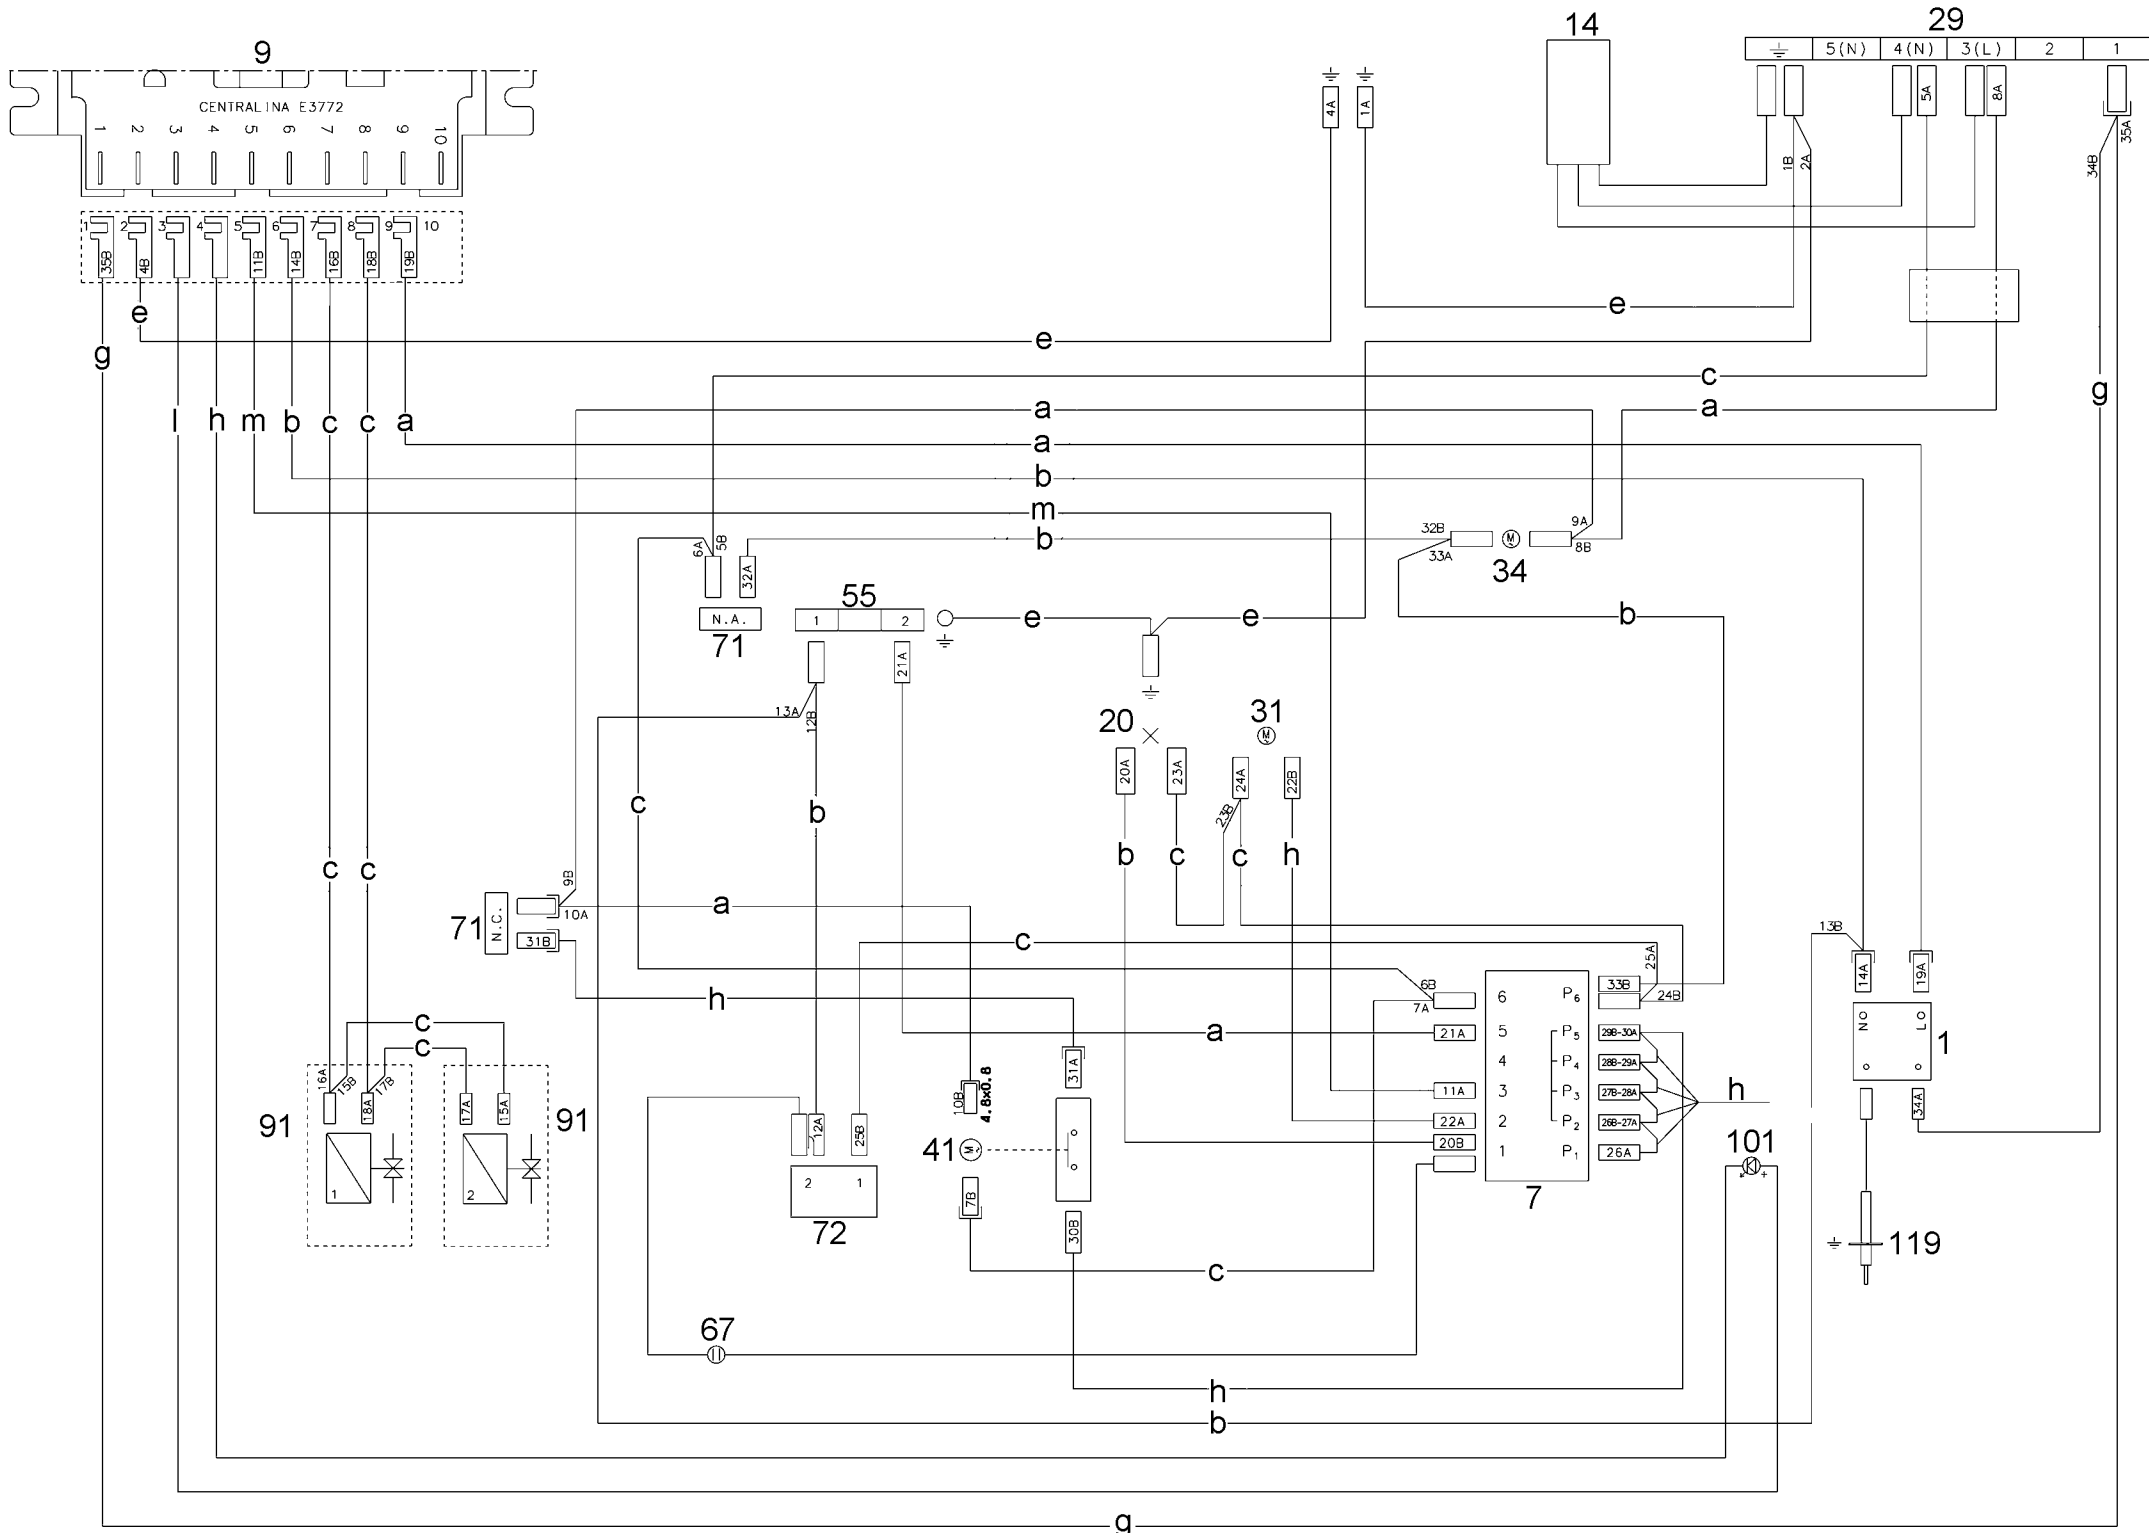 9
14
29
5(N) 4(N) 3(L) 2 1
CENTRALINA E3772
1 2 3 4 5 6 7 8 9 10
4A 1A
5A 8A
35A
1B 2A
34B
1 2 3 4 5 6 7 8 9 10
35B 4B 11B 14B 16B 18B 19B
e
e
g
e
c
a
g
l h m b c c a
a
a
b
m
b
32B
33A
9A
8B
34
M
6A 5B
32A
N.A.
71
55
1 2
21A
e
e
b
13A
12B
20
31
M
20A 23A 24A 22B
23B
c
b
b c c h
c c
9B
10A
a
71
N.C.
31B
c
25A
13B
h
6B
7A
6
P6
33B
24B
14A 19A
c
c
a
21A
5
P5
29B-30A
4
P4
28B-29A
N L
1
31A
16A
15B
17B
18A 17A 15A
91
91
1
2
10B
4.8x0.8
11A
3
P3
27B-28A
h
34A
12A 25B
22A
2
P2
26B-27A
20B
1
P1
26A
101
+
41
M
2 1
72
7B
30B
7
119
c
67
h
b
g